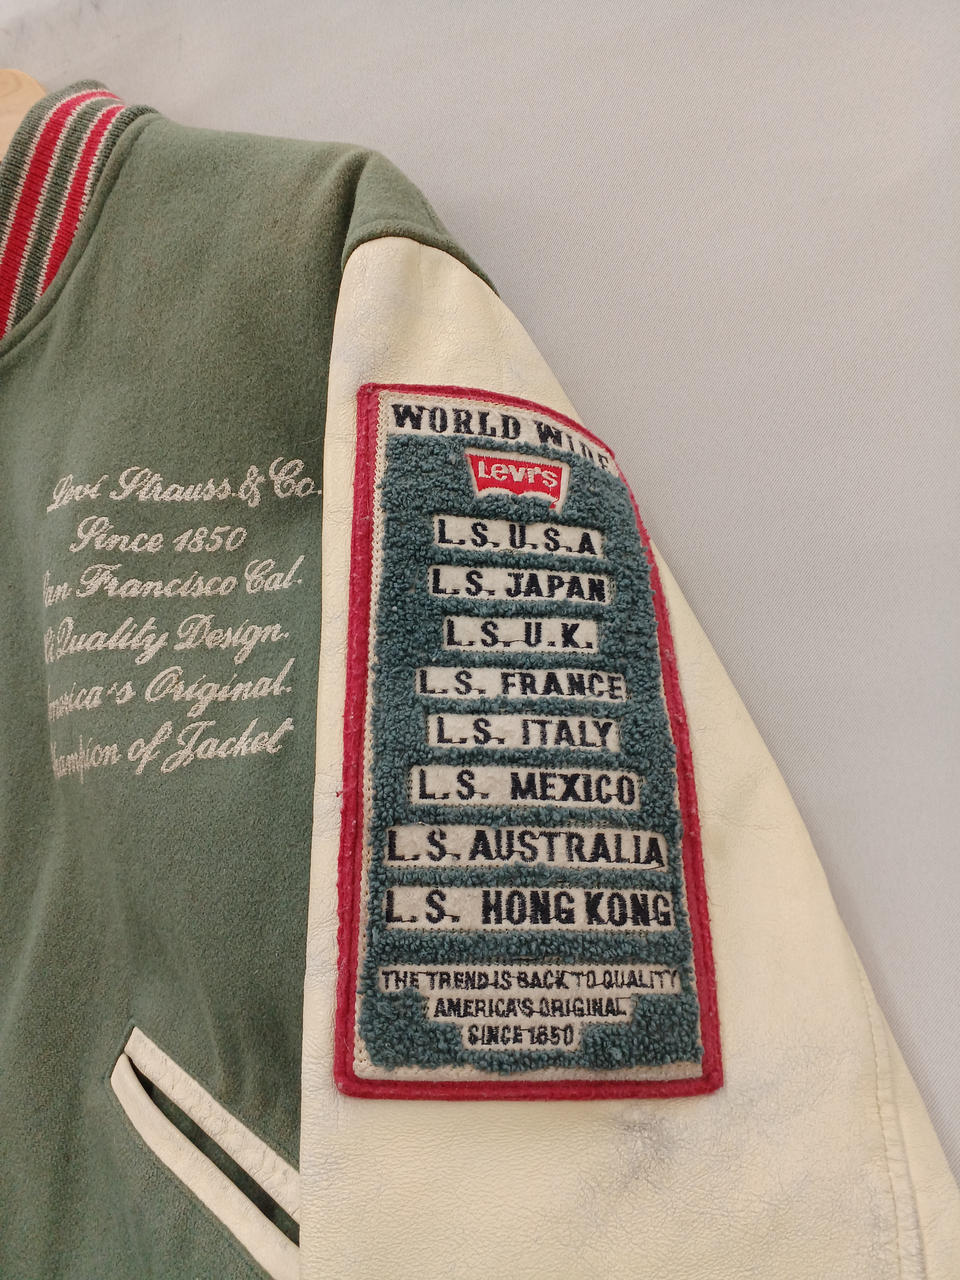 Levi Strauss & Co.
Since 1850
San Francisco Cal.
Quality Design.
America's Original.
Champion of Jacket
WORLD WIDE
Levi's
L.S. U.S.A
L.S. JAPAN
L.S. U.K.
L.S. FRANCE
L.S. ITALY
L.S. MEXICO
L.S. AUSTRALIA
L.S. HONG KONG
THE TREND IS BACK TO QUALITY
AMERICA'S ORIGINAL
SINCE 1850